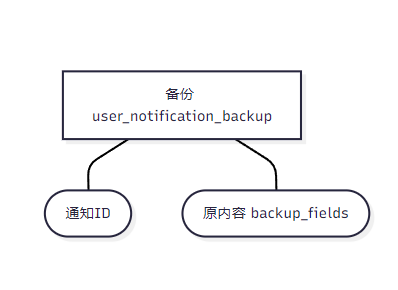 备份
user_notification_backup
通知ID
原内容 backup_fields